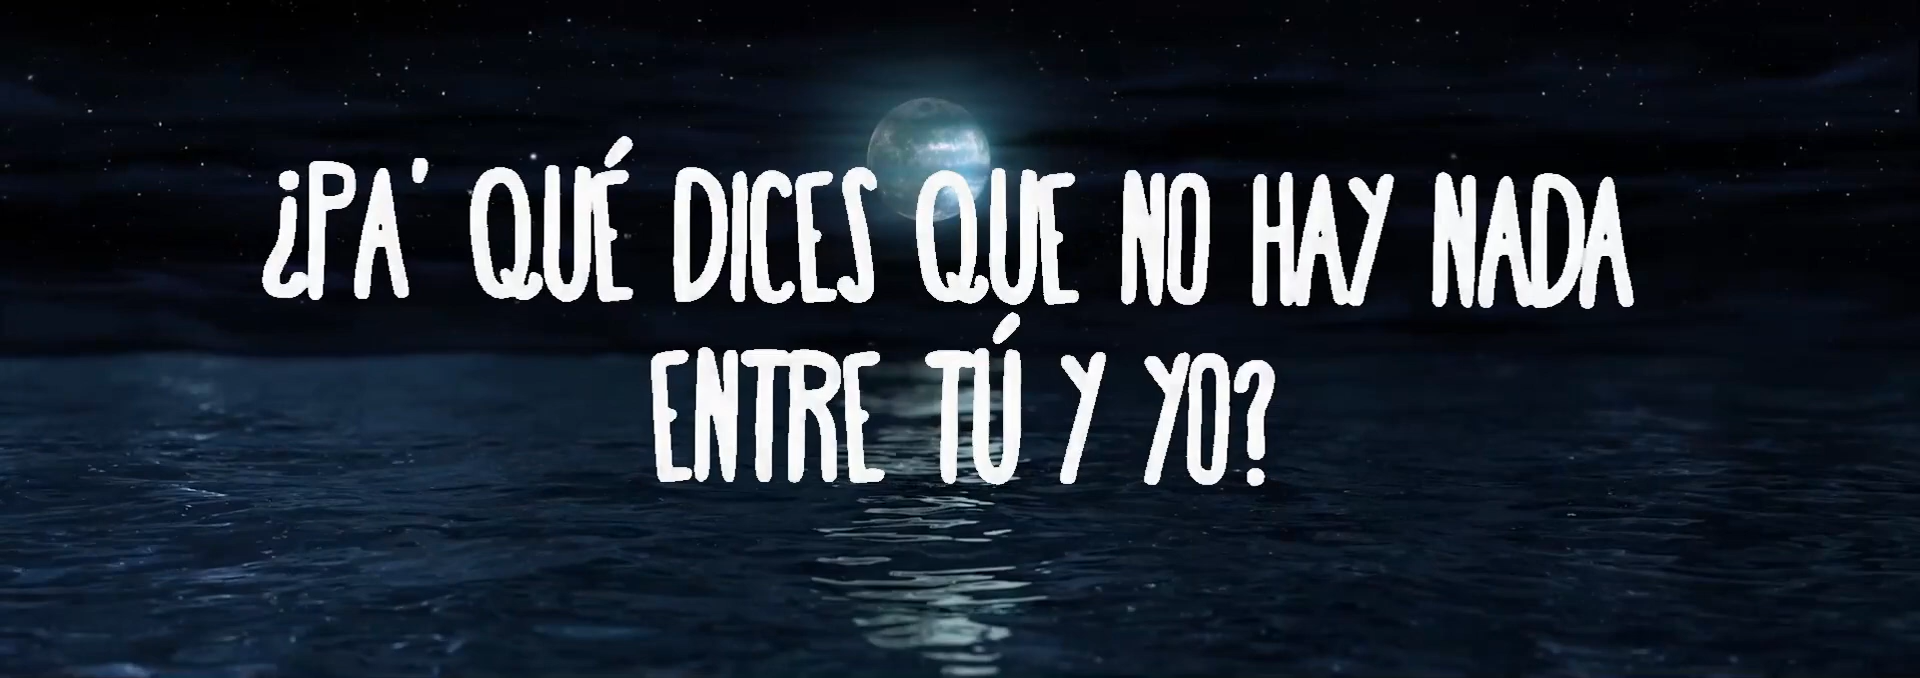 ¿PA' QUÉ DICES QUE NO HAY NADA
ENTRE TÚ Y YO?